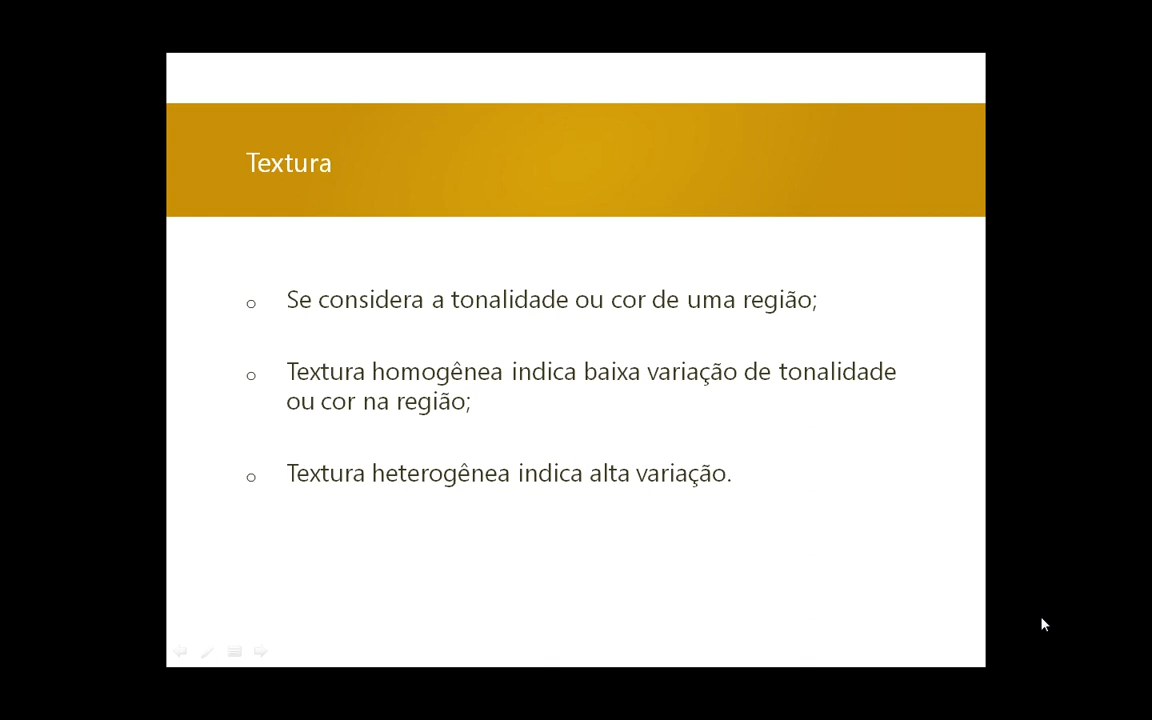 Textura
o Se considera a tonalidade ou cor de uma região;
o Textura homogênea indica baixa variação de tonalidade
ou cor na região;
o Textura heterogênea indica alta variação.